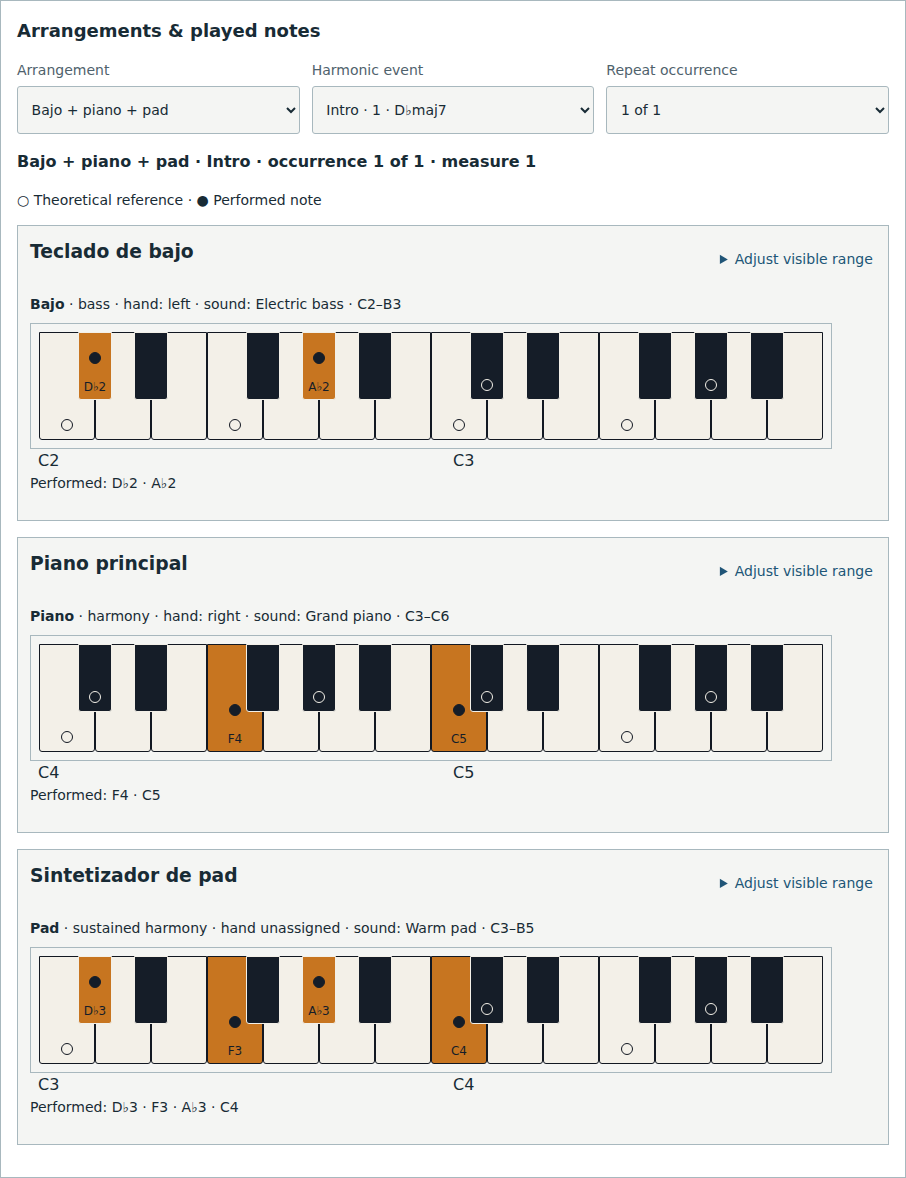 Arrangements & played notes
Arrangement Harmonic event Repeat occurrence
Bajo + piano + pad Intro · 1 · D♭maj7 1 of 1
Bajo + piano + pad · Intro · occurrence 1 of 1 · measure 1
○ Theoretical reference · ● Performed note
Teclado de bajo
▶ Adjust visible range
Bajo · bass · hand: left · sound: Electric bass · C2–B3
D♭2 A♭2
C2 C3
Performed: D♭2 · A♭2
Piano principal
▶ Adjust visible range
Piano · harmony · hand: right · sound: Grand piano · C3–C6
F4 C5
C4 C5
Performed: F4 · C5
Sintetizador de pad
▶ Adjust visible range
Pad · sustained harmony · hand unassigned · sound: Warm pad · C3–B5
D♭3 A♭3
F3 C4
C3 C4
Performed: D♭3 · F3 · A♭3 · C4